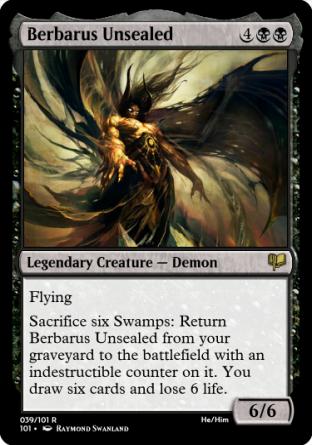 Berbarus Unsealed 4
Legendary Creature — Demon
Flying
Sacrifice six Swamps: Return
Berbarus Unsealed from your
graveyard to the battlefield with an
indestructible counter on it. You
draw six cards and lose 6 life.
6/6
039/101 R He/Him
101 • Raymond Swanland